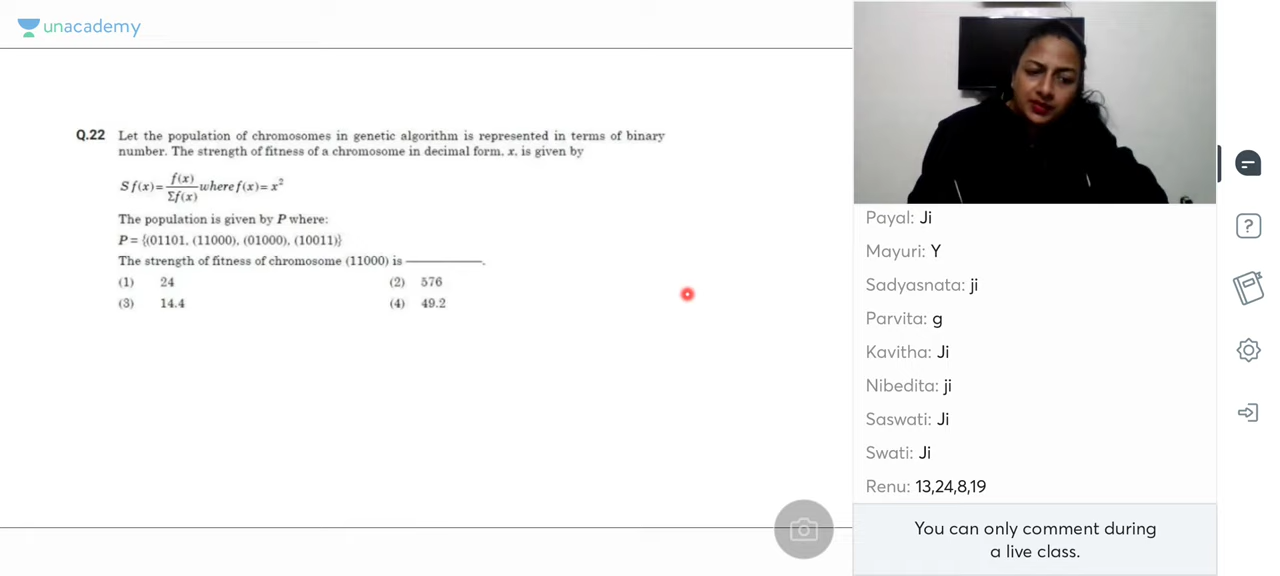 unacademy
Q.22 Let the population of chromosomes in genetic algorithm is represented in terms of binary
number. The strength of fitness of a chromosome in decimal form, x, is given by
S f(x)= f(x)/Σf(x) where f(x)= x²
The population is given by P where:
P = {(01101, (11000), (01000), (10011)}
The strength of fitness of chromosome (11000) is ________.
(1) 24 (2) 576
(3) 14.4 (4) 49.2
Payal: Ji
Mayuri: Y
Sadyasnata: ji
Parvita: g
Kavitha: Ji
Nibedita: ji
Saswati: Ji
Swati: Ji
Renu: 13,24,8,19
You can only comment during
a live class.